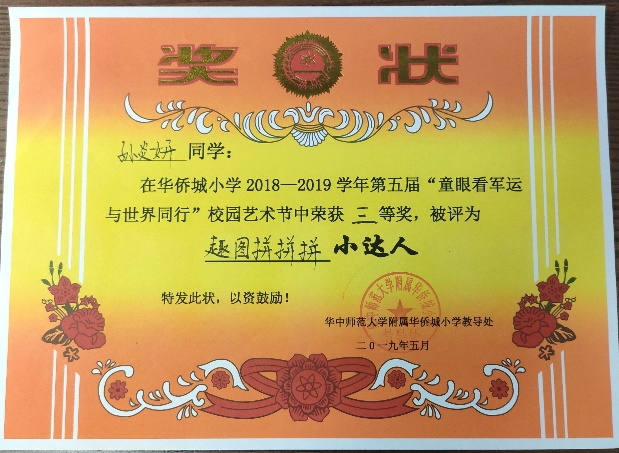 奖状
孙炎妍 同学：
在华侨城小学 2018—2019 学年第五届“童眼看军运
与世界同行”校园艺术节中荣获 三 等奖，被评为
趣图拼拼拼 小达人
特发此状，以资鼓励！
华中师范大学附属华侨城小学教导处
二〇一九年五月